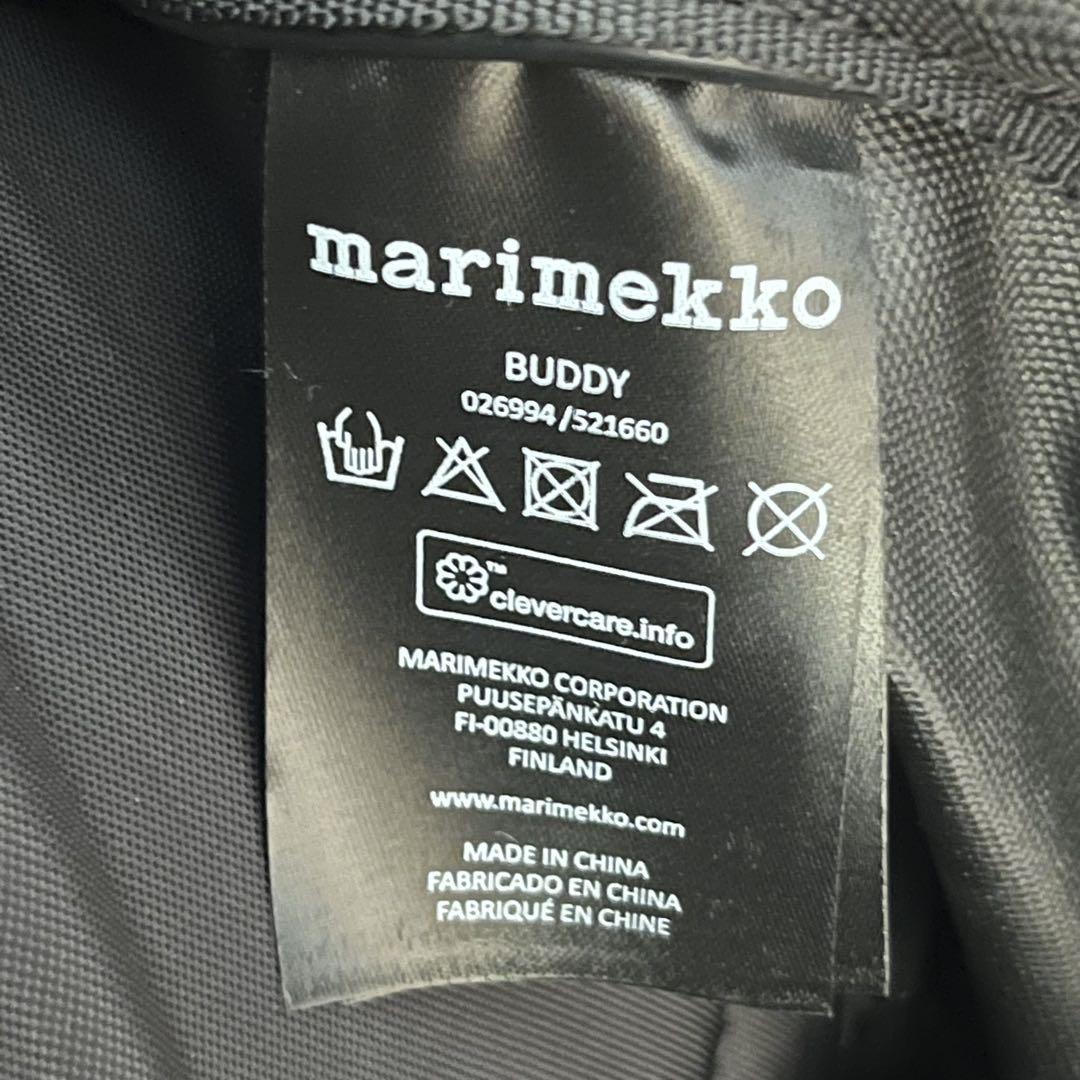 marimekko
BUDDY
026994/521660
™
clevercare.info
MARIMEKKO CORPORATION
PUUSEPÄNKATU 4
FI-00880 HELSINKI
FINLAND
www.marimekko.com
MADE IN CHINA
FABRICADO EN CHINA
FABRIQUÉ EN CHINE